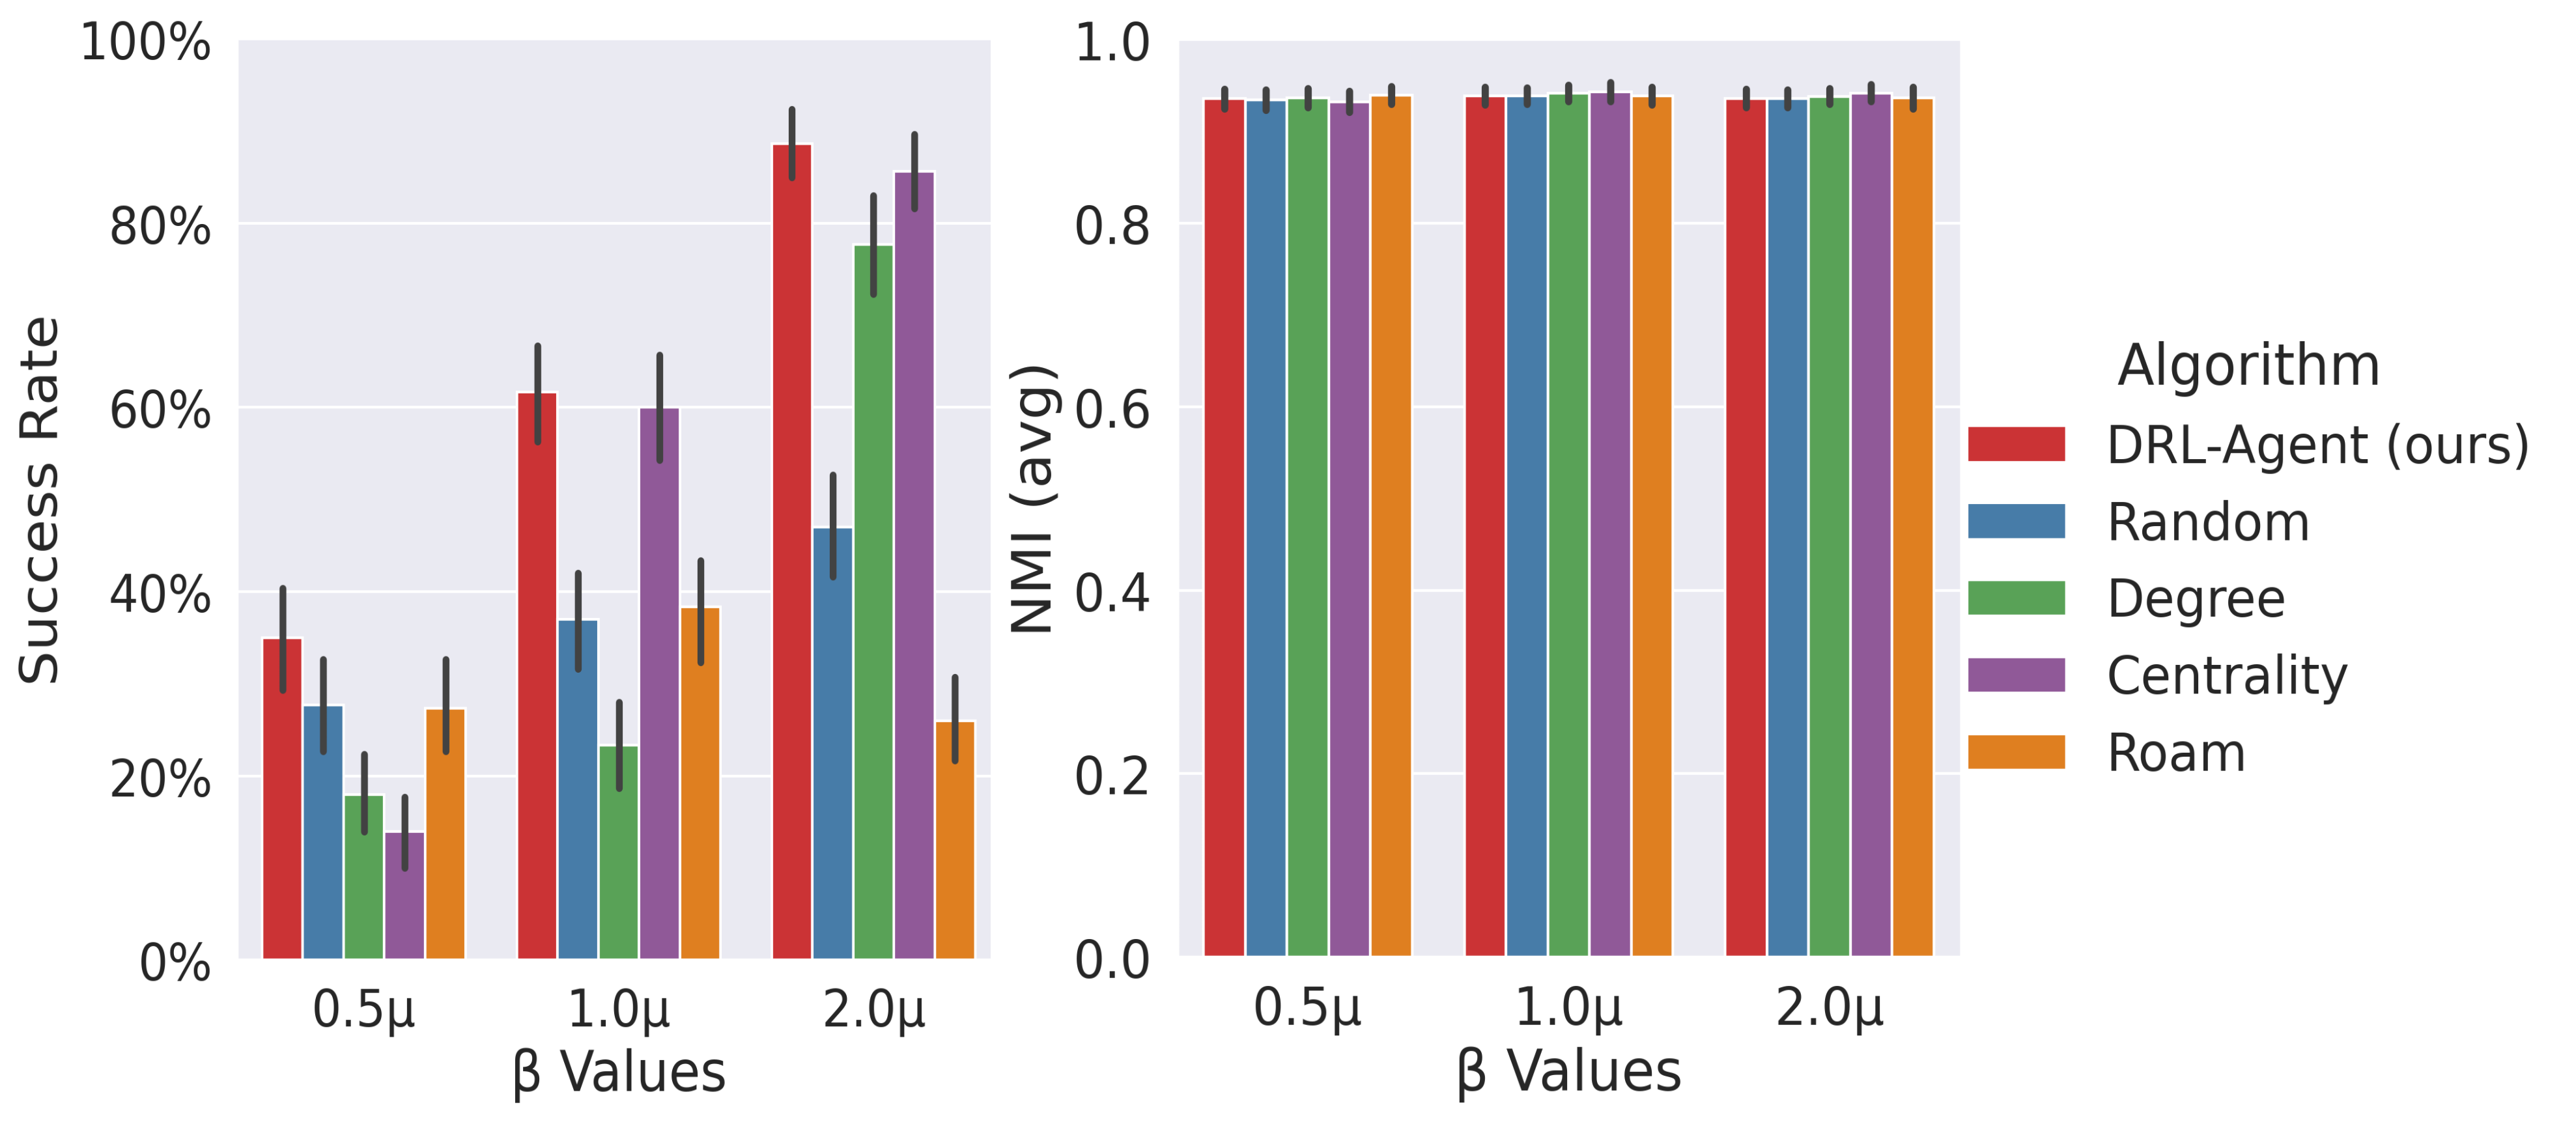 100%
80%
60%
40%
20%
0%
Success Rate
0.5μ 1.0μ 2.0μ
β Values
1.0
0.8
0.6
0.4
0.2
0.0
NMI (avg)
0.5μ 1.0μ 2.0μ
β Values
Algorithm
DRL-Agent (ours)
Random
Degree
Centrality
Roam